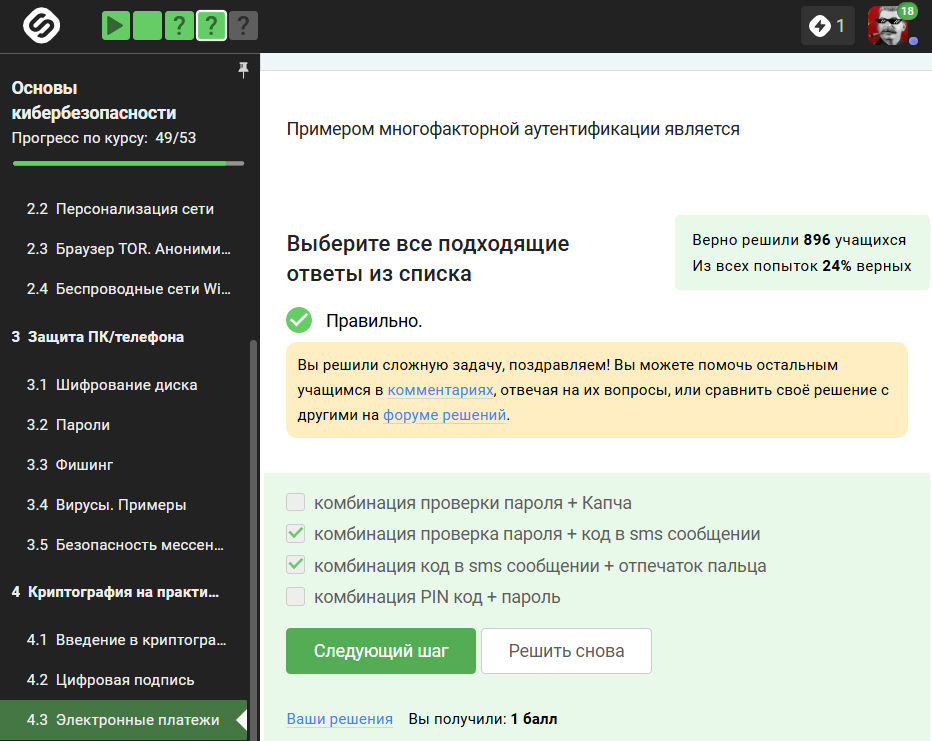 ? ? ?
1
18
Основы
кибербезопасности
Прогресс по курсу: 49/53
2.2 Персонализация сети
2.3 Браузер TOR. Аноними...
2.4 Беспроводные сети Wi...
3 Защита ПК/телефона
3.1 Шифрование диска
3.2 Пароли
3.3 Фишинг
3.4 Вирусы. Примеры
3.5 Безопасность мессен...
4 Криптография на практи...
4.1 Введение в криптогра...
4.2 Цифровая подпись
4.3 Электронные платежи
Примером многофакторной аутентификации является
Выберите все подходящие
ответы из списка
Верно решили 896 учащихся
Из всех попыток 24% верных
Правильно.
Вы решили сложную задачу, поздравляем! Вы можете помочь остальным
учащимся в комментариях, отвечая на их вопросы, или сравнить своё решение с
другими на форуме решений.
комбинация проверки пароля + Капча
комбинация проверка пароля + код в sms сообщении
комбинация код в sms сообщении + отпечаток пальца
комбинация PIN код + пароль
Следующий шаг
Решить снова
Ваши решения Вы получили: 1 балл